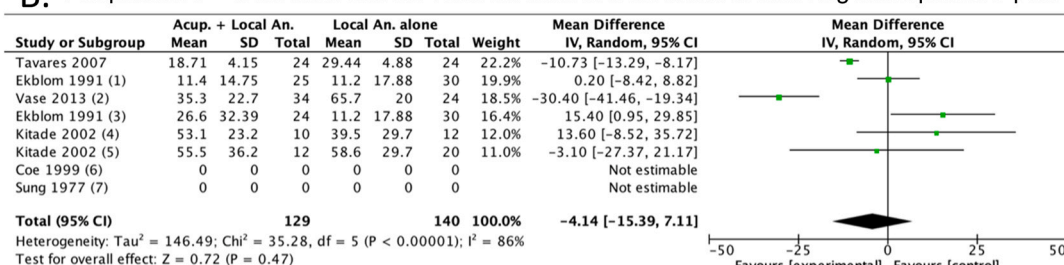 Acup. + Local An. Local An. alone Mean Difference Mean Difference
Study or Subgroup Mean SD Total Mean SD Total Weight IV, Random, 95% CI IV, Random, 95% CI
Tavares 2007 18.71 4.15 24 29.44 4.88 24 22.2% -10.73 [-13.29, -8.17]
Ekblom 1991 (1) 11.4 14.75 25 11.2 17.88 30 19.9% 0.20 [-8.42, 8.82]
Vase 2013 (2) 35.3 22.7 34 65.7 20 24 18.5% -30.40 [-41.46, -19.34]
Ekblom 1991 (3) 26.6 32.39 24 11.2 17.88 30 16.4% 15.40 [0.95, 29.85]
Kitade 2002 (4) 53.1 23.2 10 39.5 29.7 12 12.0% 13.60 [-8.52, 35.72]
Kitade 2002 (5) 55.5 36.2 12 58.6 29.7 20 11.0% -3.10 [-27.37, 21.17]
Coe 1999 (6) 0 0 0 0 0 0 Not estimable
Sung 1977 (7) 0 0 0 0 0 0 Not estimable
Total (95% CI) 129 140 100.0% -4.14 [-15.39, 7.11]
Heterogeneity: Tau² = 146.49; Chi² = 35.28, df = 5 (P < 0.00001); I² = 86%
Test for overall effect: Z = 0.72 (P = 0.47)
-50 -25 0 25 50
Favours [experimental] Favours [control]